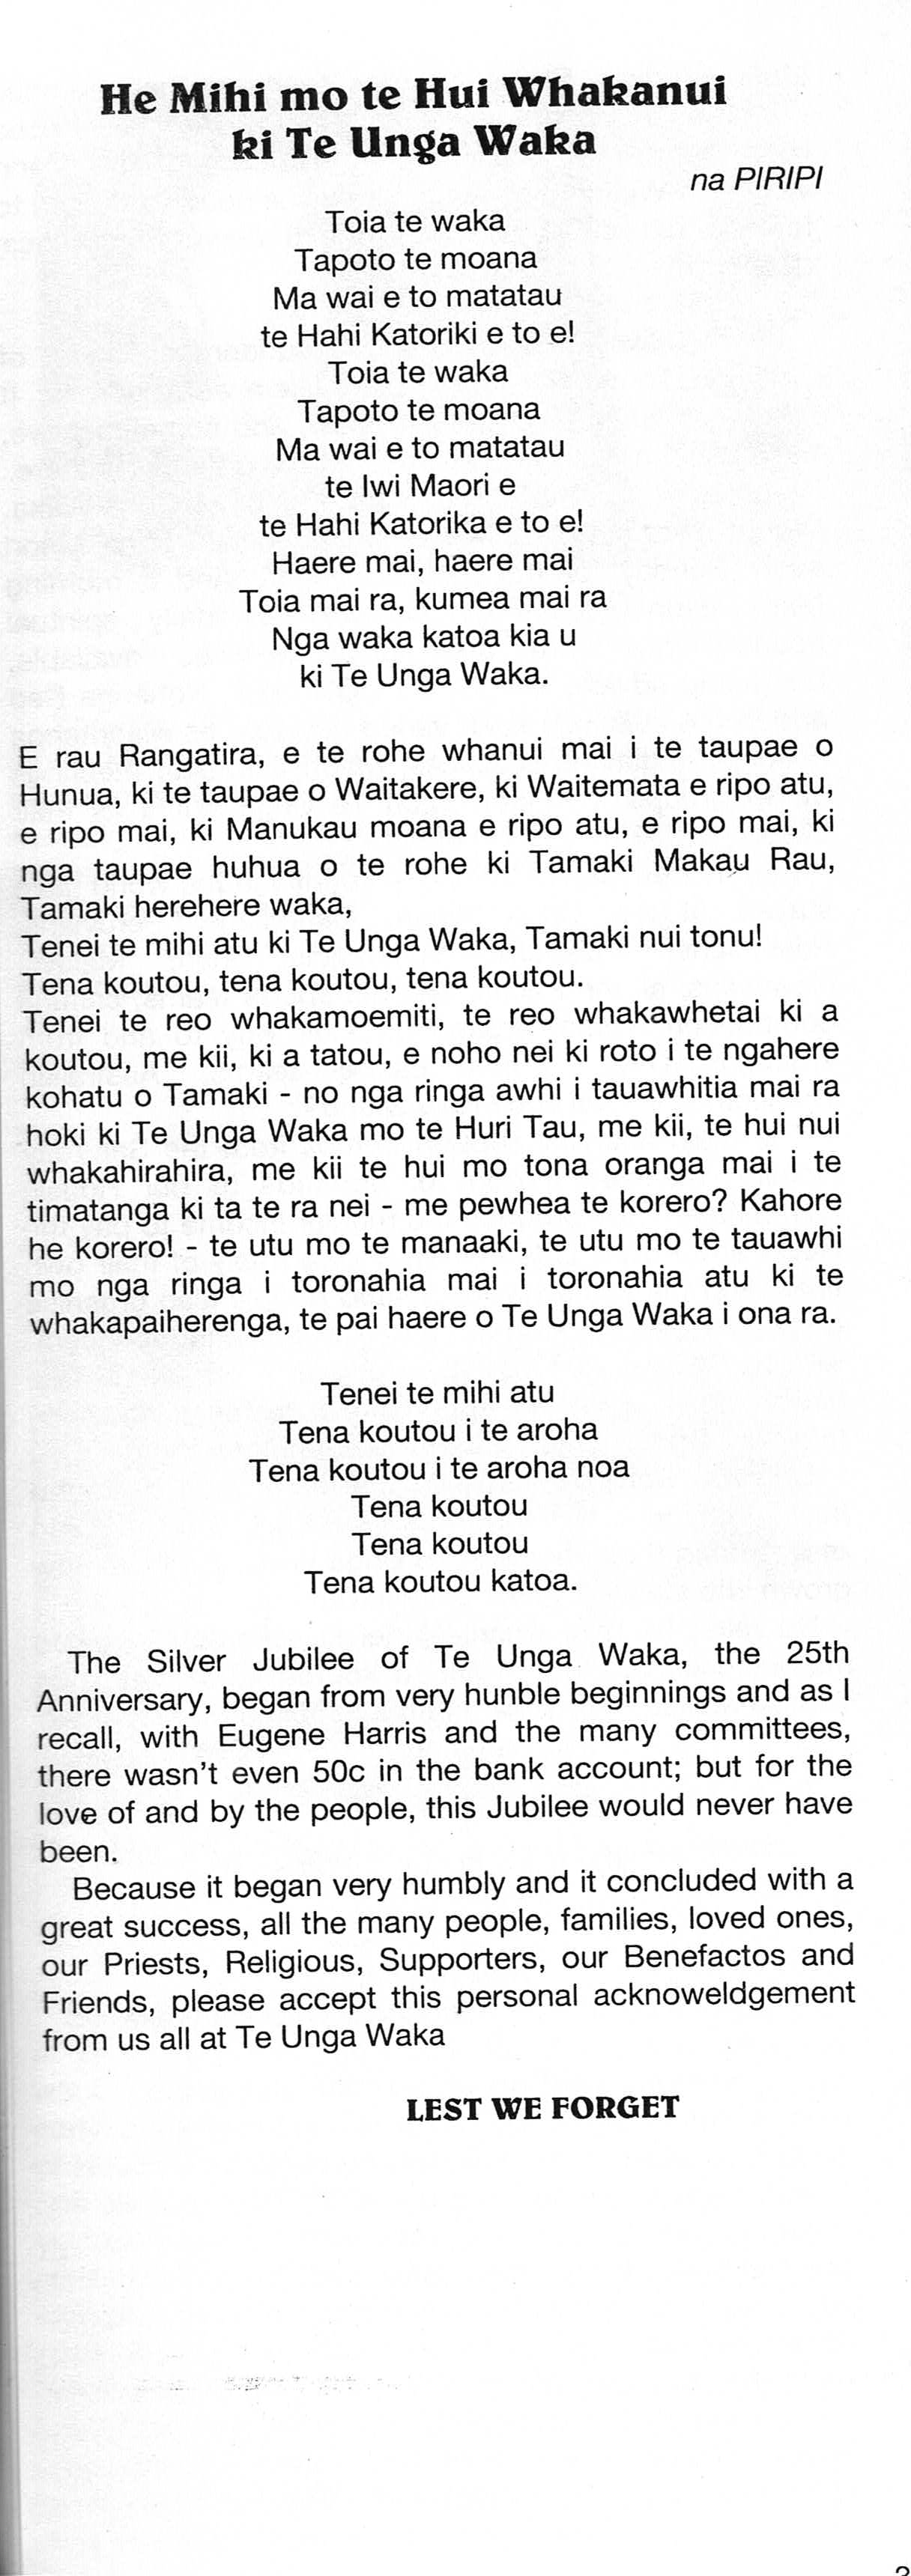 He Mihi mo te Hui Whakanui
ki Te Unga Waka
na PIRIPI
Toia te waka
Tapoto te moana
Ma wai e to matatau
te Hahi Katoriki e to e!
Toia te waka
Tapoto te moana
Ma wai e to matatau
te Iwi Maori e
te Hahi Katorika e to e!
Haere mai, haere mai
Toia mai ra, kumea mai ra
Nga waka katoa kia u
ki Te Unga Waka.
E rau Rangatira, e te rohe whanui mai i te taupae o
Hunua, ki te taupae o Waitakere, ki Waitemata e ripo atu,
e ripo mai, ki Manukau moana e ripo atu, e ripo mai, ki
nga taupae huhua o te rohe ki Tamaki Makau Rau,
Tamaki herehere waka,
Tenei te mihi atu ki Te Unga Waka, Tamaki nui tonu!
Tena koutou, tena koutou, tena koutou.
Tenei te reo whakamoemiti, te reo whakawhetai ki a
koutou, me kii, ki a tatou, e noho nei ki roto i te ngahere
kohatu o Tamaki - no nga ringa awhi i tauawhitia mai ra
hoki ki Te Unga Waka mo te Huri Tau, me kii, te hui nui
whakahirahira, me kii te hui mo tona oranga mai i te
timatanga ki ta te ra nei - me pewhea te korero? Kahore
he korero! - te utu mo te manaaki, te utu mo te tauawhi
mo nga ringa i toronahia mai i toronahia atu ki te
whakapaiherenga, te pai haere o Te Unga Waka i ona ra.
Tenei te mihi atu
Tena koutou i te aroha
Tena koutou i te aroha noa
Tena koutou
Tena koutou
Tena koutou katoa.
The Silver Jubilee of Te Unga Waka, the 25th
Anniversary, began from very hunble beginnings and as I
recall, with Eugene Harris and the many committees,
there wasn't even 50c in the bank account; but for the
love of and by the people, this Jubilee would never have
been.
Because it began very humbly and it concluded with a
great success, all the many people, families, loved ones,
our Priests, Religious, Supporters, our Benefactos and
Friends, please accept this personal acknoweldgement
from us all at Te Unga Waka
LEST WE FORGET